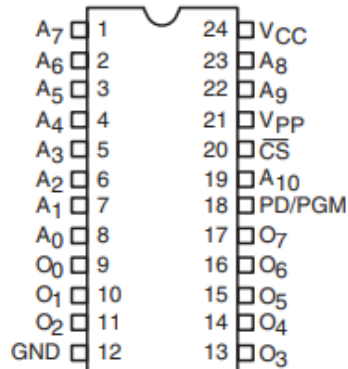 A7 1 24 VCC
A6 2 23 A8
A5 3 22 A9
A4 4 21 VPP
A3 5 20 C̅S̅
A2 6 19 A10
A1 7 18 PD/PGM
A0 8 17 O7
O0 9 16 O6
O1 10 15 O5
O2 11 14 O4
GND 12 13 O3